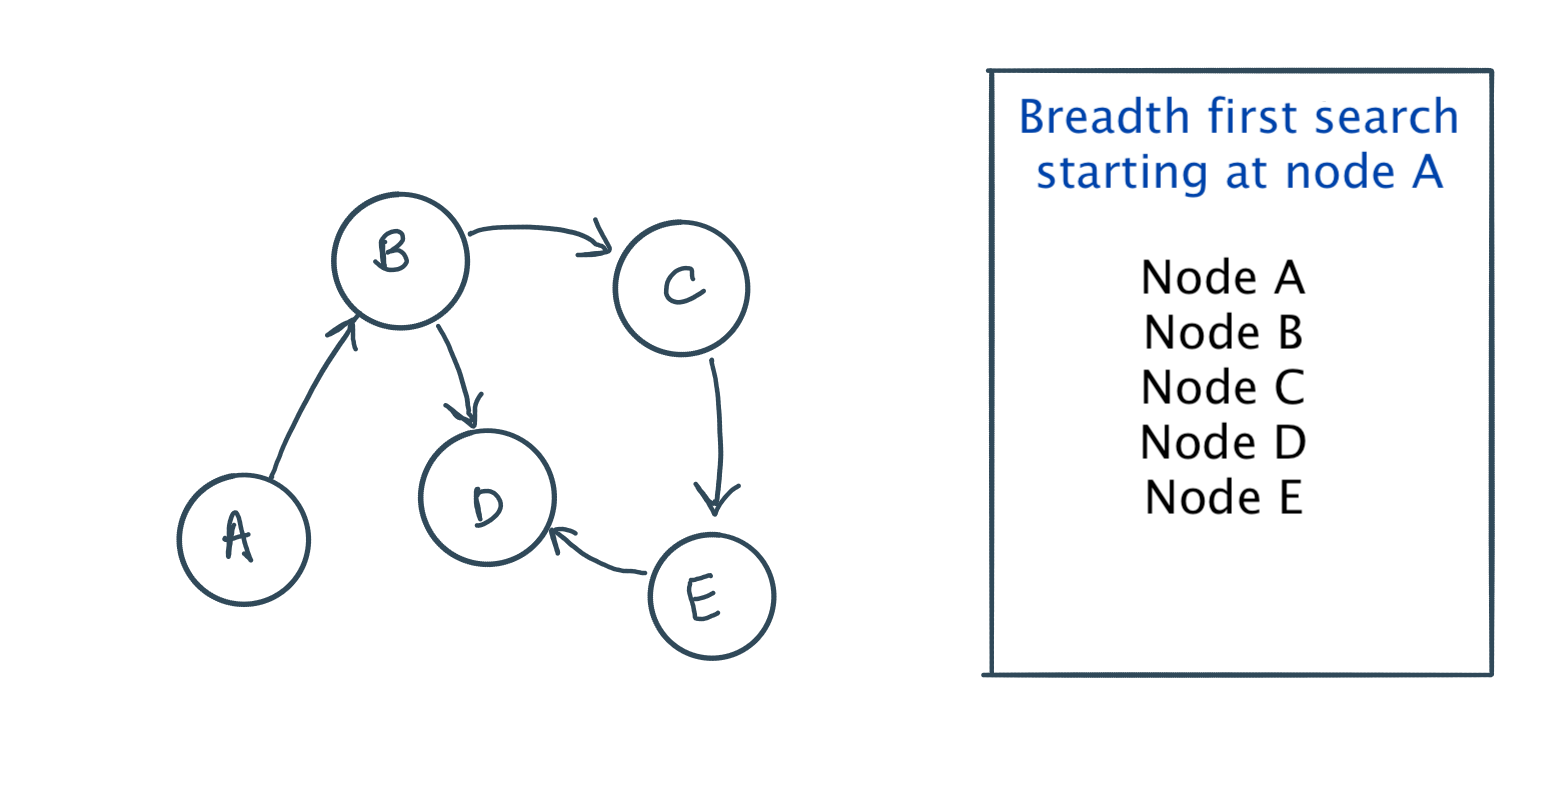 B
C
D
A
E
Breadth first search
starting at node A
Node A
Node B
Node C
Node D
Node E